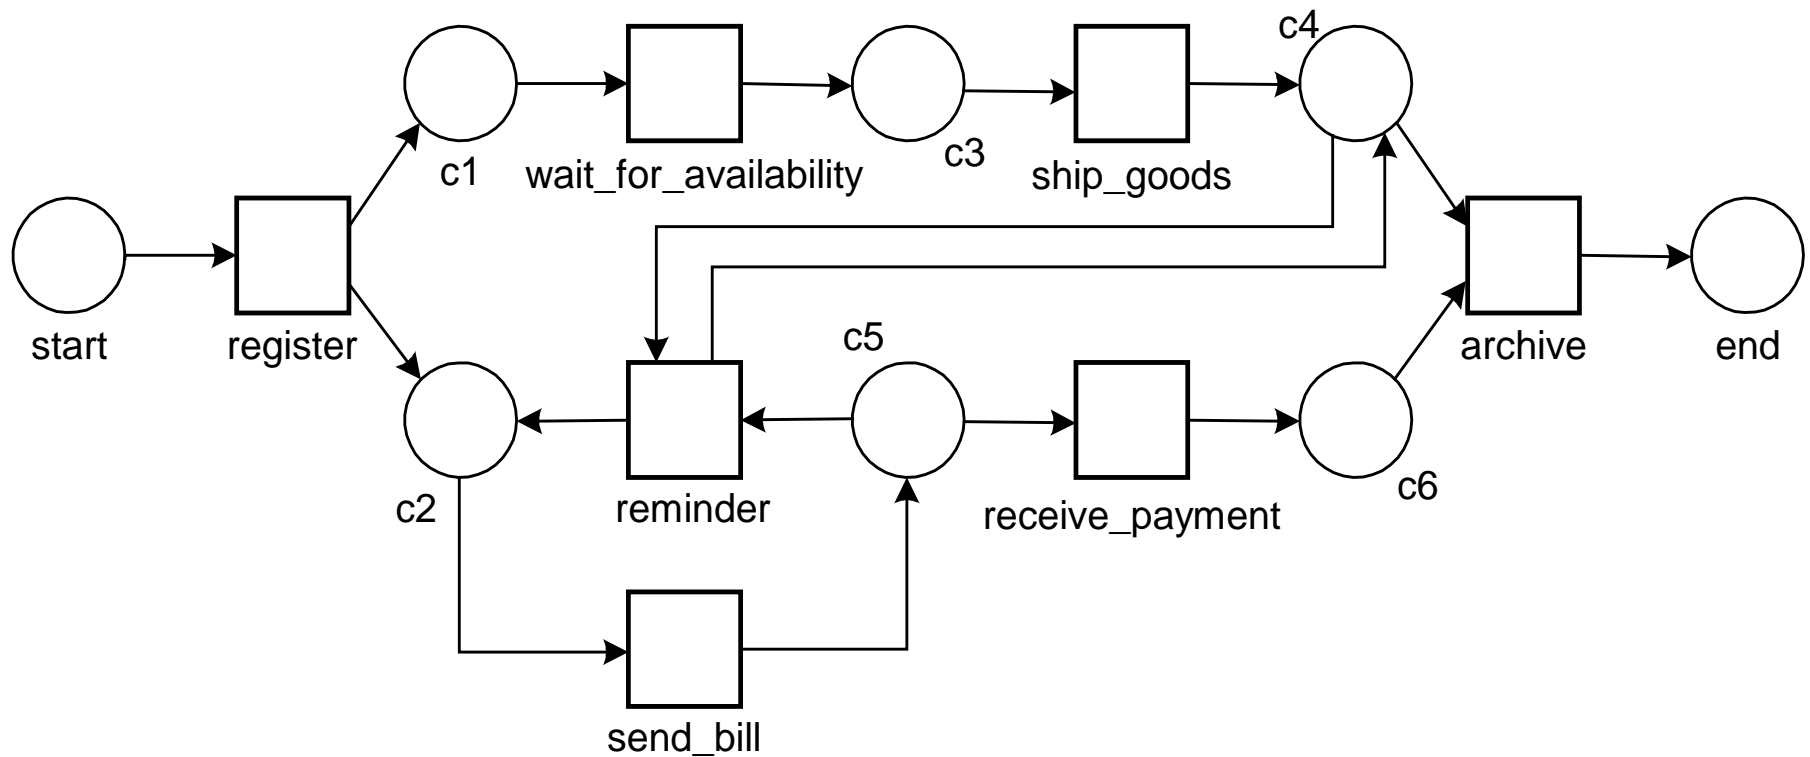 c4
c1
wait_for_availability
c3
ship_goods
start
register
c5
archive
end
c2
reminder
receive_payment
c6
send_bill